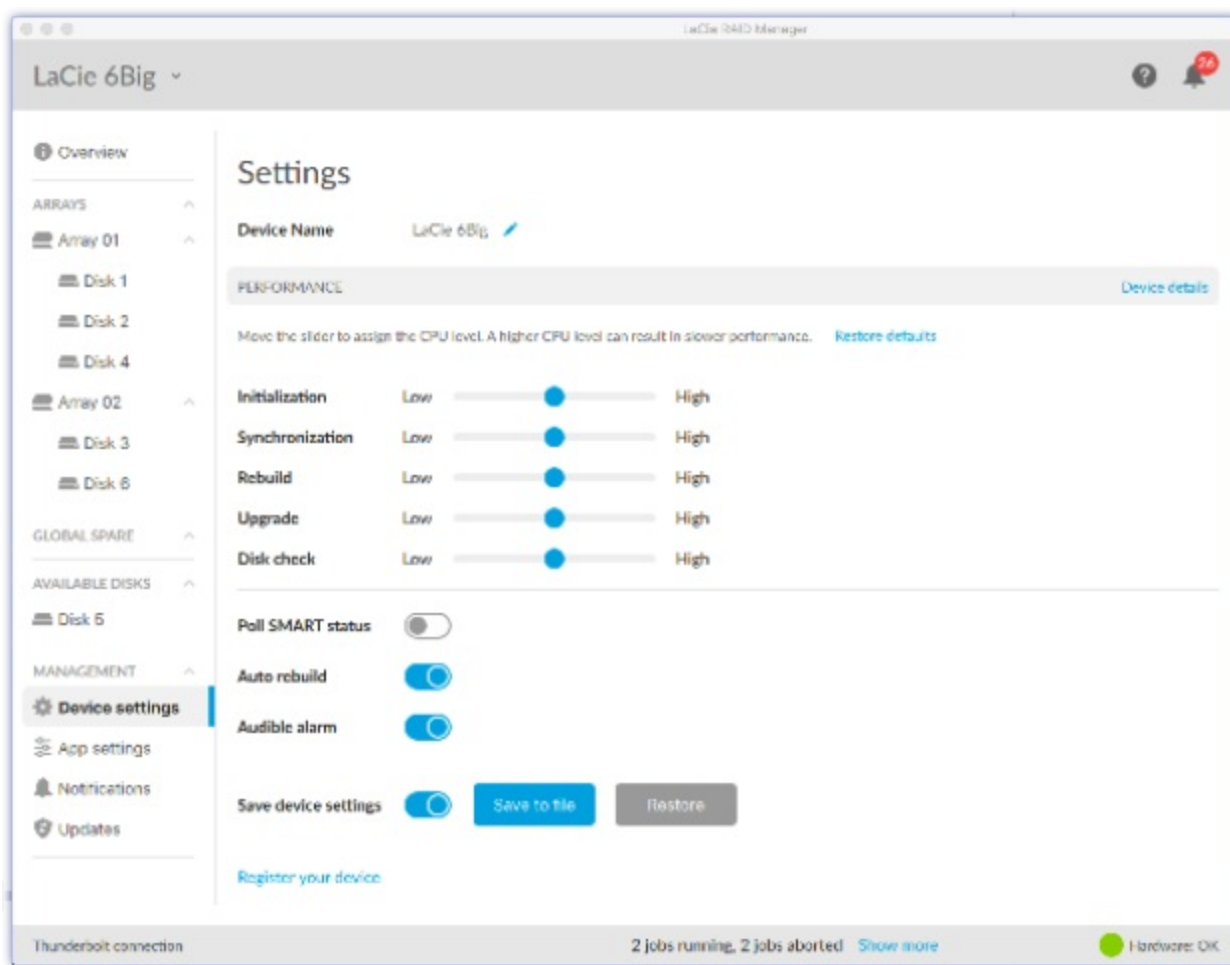 LaCie RAID Manager
LaCie 6Big
26
Overview
ARRAYS
Array 01
Disk 1
Disk 2
Disk 4
Array 02
Disk 3
Disk 6
GLOBAL SPARE
AVAILABLE DISKS
Disk 5
MANAGEMENT
Device settings
App settings
Notifications
Updates
Settings
Device Name LaCie 6Big
PERFORMANCE Device details
Move the slider to assign the CPU level. A higher CPU level can result in slower performance. Restore defaults
Initialization Low High
Synchronization Low High
Rebuild Low High
Upgrade Low High
Disk check Low High
Poll SMART status
Auto rebuild
Audible alarm
Save device settings Save to file Restore
Register your device
Thunderbolt connection 2 jobs running, 2 jobs aborted Show more Hardware: OK